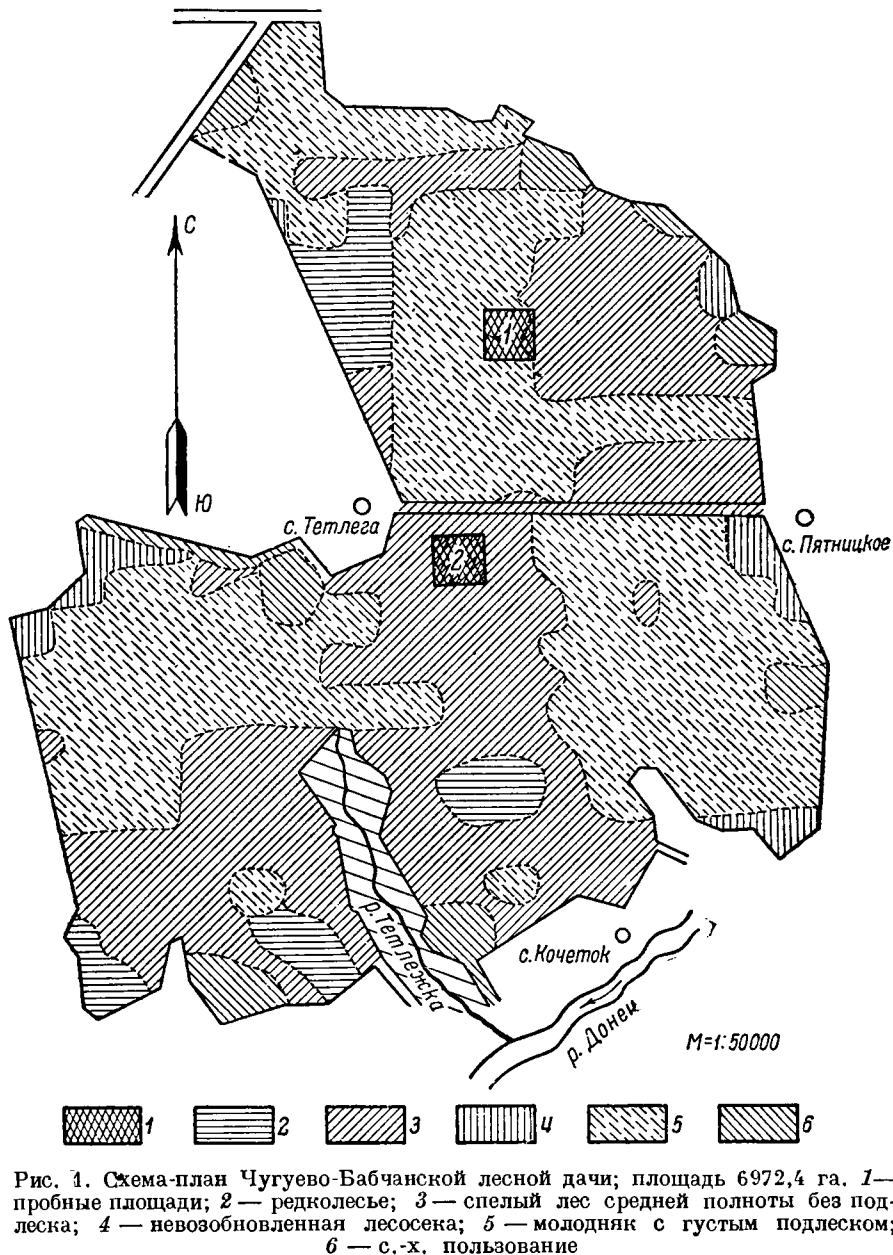 С
1
Ю
с. Тетлега
с. Пятницкое
2
р. Тетлежка
с. Кочеток
р. Донец
М=1:50000
1 2 3 4 5 6
Рис. 1. Схема-план Чугуево-Бабчанской лесной дачи; площадь 6972,4 га. 1—
пробные площади; 2 — редколесье; 3 — спелый лес средней полноты без под-
леска; 4 — невозобновленная лесосека; 5 — молодняк с густым подлеском;
6 — с.-х. пользование